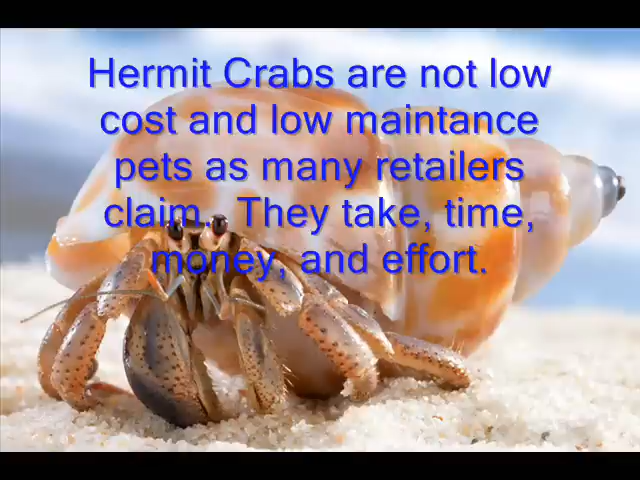 Hermit Crabs are not low
cost and low maintance
pets as many retailers
claim.  They take, time,
money, and effort.